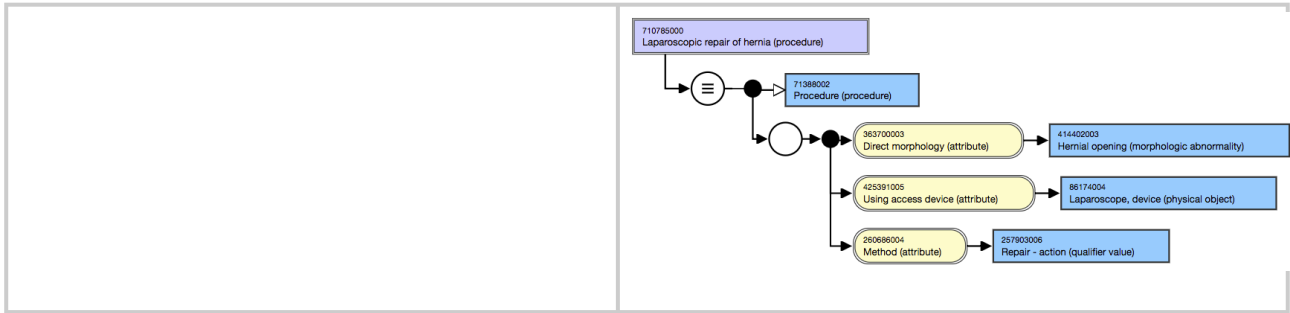 710785000
Laparoscopic repair of hernia (procedure)
71388002
Procedure (procedure)
363700003
Direct morphology (attribute)
414402003
Hernial opening (morphologic abnormality)
425391005
Using access device (attribute)
86174004
Laparoscope, device (physical object)
260686004
Method (attribute)
257903006
Repair - action (qualifier value)